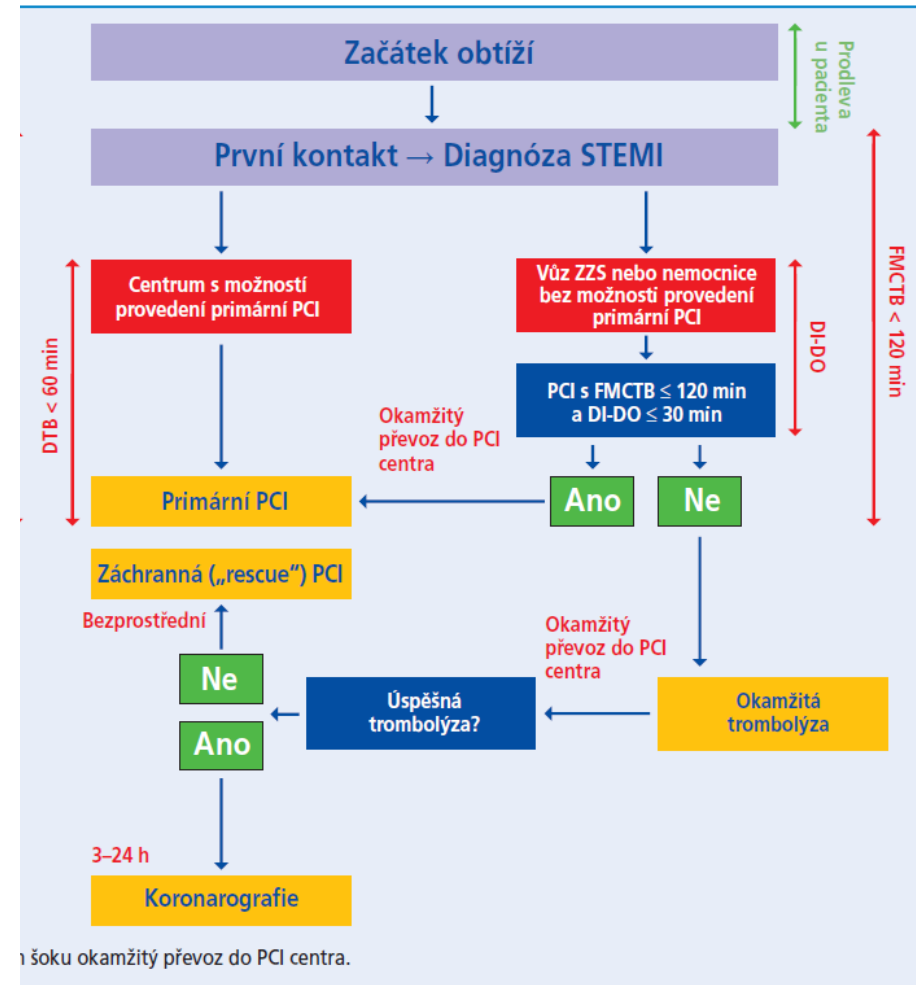 Začátek obtíží
Prodleva
u pacienta
První kontakt → Diagnóza STEMI
Centrum s možností
provedení primární PCI
Vůz ZZS nebo nemocnice
bez možnosti provedení
primární PCI
DTB < 60 min
DI-DO
FMCTB < 120 min
PCI s FMCTB ≤ 120 min
a DI-DO ≤ 30 min
Okamžitý
převoz do PCI
centra
Primární PCI
Ano
Ne
Záchranná („rescue“) PCI
Bezprostřední
Okamžitý
převoz do PCI
centra
Ne
Úspěšná
trombolýza?
Okamžitá
trombolýza
Ano
3–24 h
Koronarografie
šoku okamžitý převoz do PCI centra.